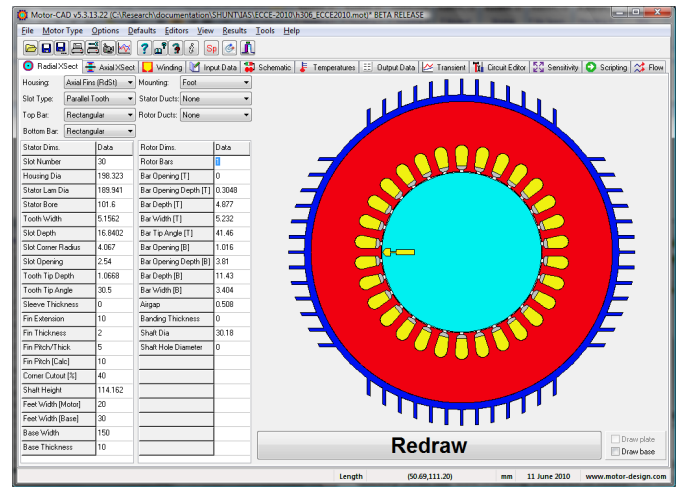 Motor-CAD v5.3.13.22 (C:\Research\documentation\SHUNT\IAS\ECCE-2010\h306_ECCE2010.mot)* BETA RELEASE
File Motor Type Options Defaults Editors View Results Tools Help
Radial XSect Axial XSect Winding Input Data Schematic Temperatures Output Data Transient Circuit Editor Sensitivity Scripting Flow
Housing: Axial Fins (RdSt) Mounting: Foot
Slot Type: Parallel Tooth Stator Ducts: None
Top Bar: Rectangular Rotor Ducts: None
Bottom Bar: Rectangular
Stator Dims. Data Rotor Dims. Data
Slot Number 30 Rotor Bars 1
Housing Dia 198.323 Bar Opening [T] 0
Stator Lam Dia 189.941 Bar Opening Depth [T] 0.3048
Stator Bore 101.6 Bar Depth [T] 4.877
Tooth Width 5.1562 Bar Width [T] 5.232
Slot Depth 16.8402 Bar Tip Angle [T] 41.46
Slot Corner Radius 4.067 Bar Opening [B] 1.016
Slot Opening 2.54 Bar Opening Depth [B] 3.81
Tooth Tip Depth 1.0668 Bar Depth [B] 11.43
Tooth Tip Angle 30.5 Bar Width [B] 3.404
Sleeve Thickness 0 Airgap 0.508
Fin Extension 10 Banding Thickness 0
Fin Thickness 2 Shaft Dia 30.18
Fin Pitch/Thick 5 Shaft Hole Diameter 0
Fin Pitch [Calc] 10
Corner Cutout [%] 40
Shaft Height 114.162
Feet Width [Motor] 20
Feet Width [Base] 30
Base Width 150
Base Thickness 10
Redraw
Draw plate
Draw base
Length (50.69,111.20) mm 11 June 2010 www.motor-design.com